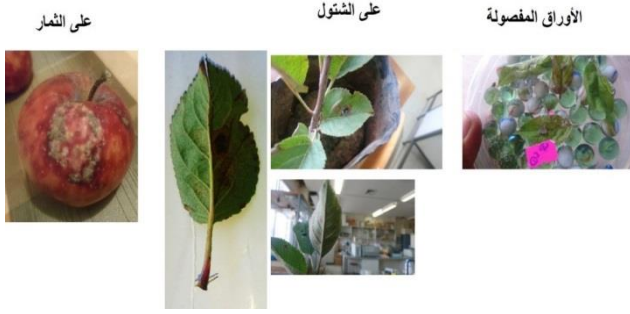 الأوراق المفصولة
على الشتول
على الثمار